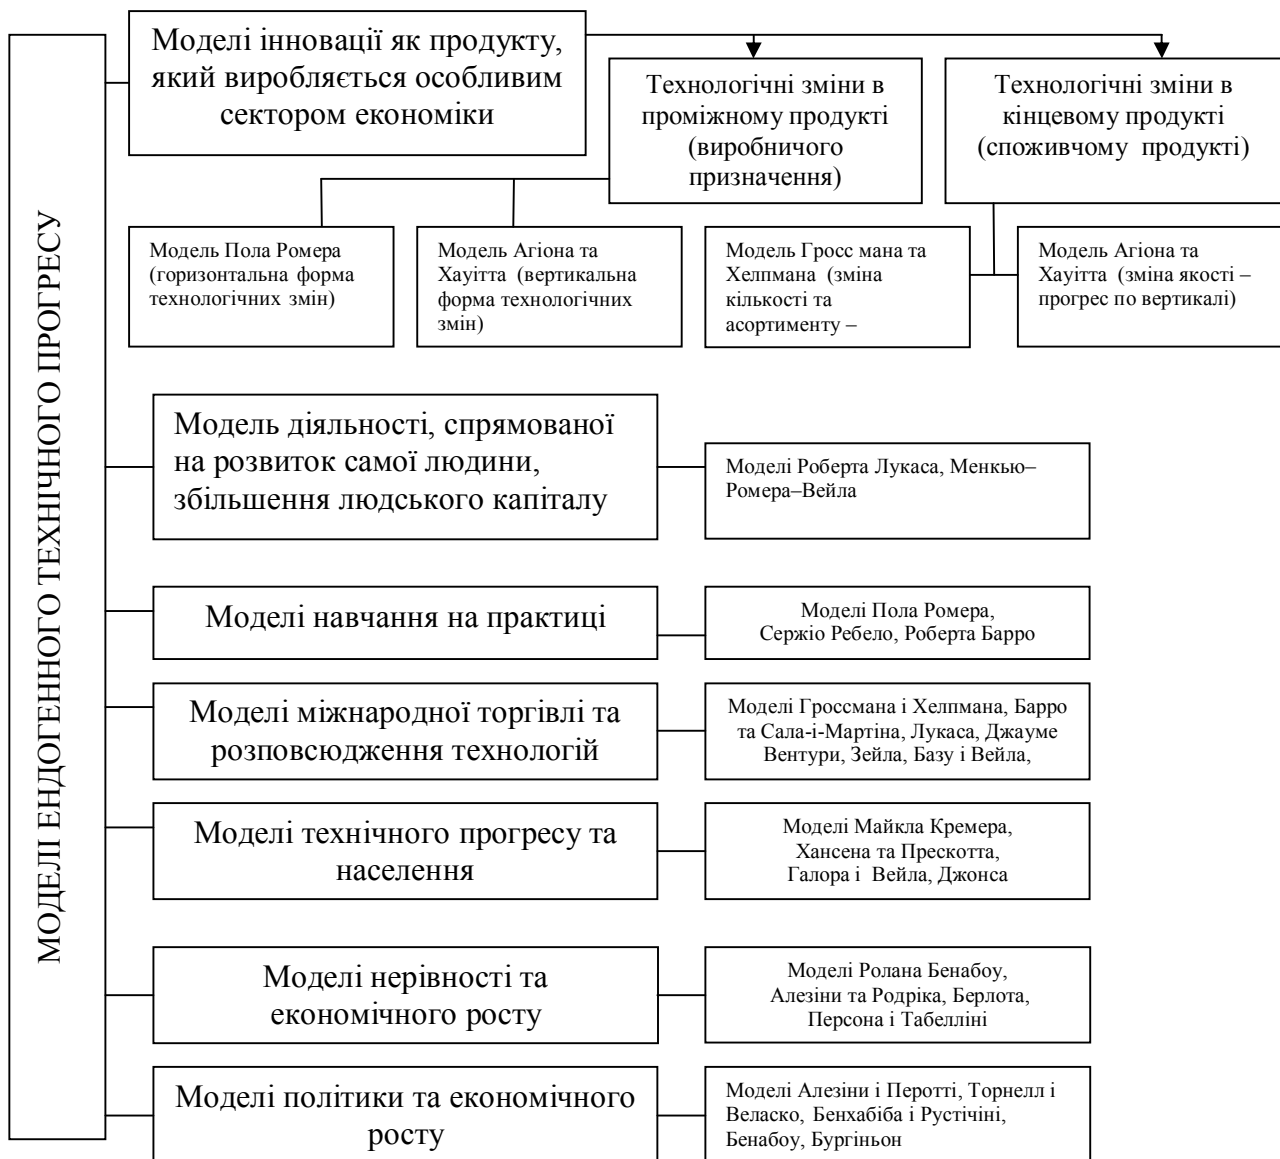 МОДЕЛІ ЕНДОГЕННОГО ТЕХНІЧНОГО ПРОГРЕСУ
Моделі інновації як продукту,
який виробляється особливим
сектором економіки
Технологічні зміни в
проміжному продукті
(виробничого
призначення)
Технологічні зміни в
кінцевому продукті
(споживчому продукті)
Модель Пола Ромера
(горизонтальна форма
технологічних змін)
Модель Агіона та
Хауітта (вертикальна
форма технологічних
змін)
Модель Гросс мана та
Хелпмана (зміна
кількості та
асортименту –
Модель Агіона та
Хауітта (зміна якості –
прогрес по вертикалі)
Модель діяльності, спрямованої
на розвиток самої людини,
збільшення людського капіталу
Моделі Роберта Лукаса, Менкью–
Ромера–Вейла
Моделі навчання на практиці
Моделі Пола Ромера,
Сержіо Ребело, Роберта Барро
Моделі міжнародної торгівлі та
розповсюдження технологій
Моделі Гроссмана і Хелпмана, Барро
та Сала-і-Мартіна, Лукаса, Джауме
Вентури, Зейла, Базу і Вейла,
Моделі технічного прогресу та
населення
Моделі Майкла Кремера,
Хансена та Прескотта,
Галора і Вейла, Джонса
Моделі нерівності та
економічного росту
Моделі Ролана Бенабоу,
Алезіни та Родріка, Берлота,
Персона і Табелліні
Моделі політики та економічного
росту
Моделі Алезіни і Перотті, Торнелл і
Веласко, Бенхабіба і Рустічіні,
Бенабоу, Бургіньон